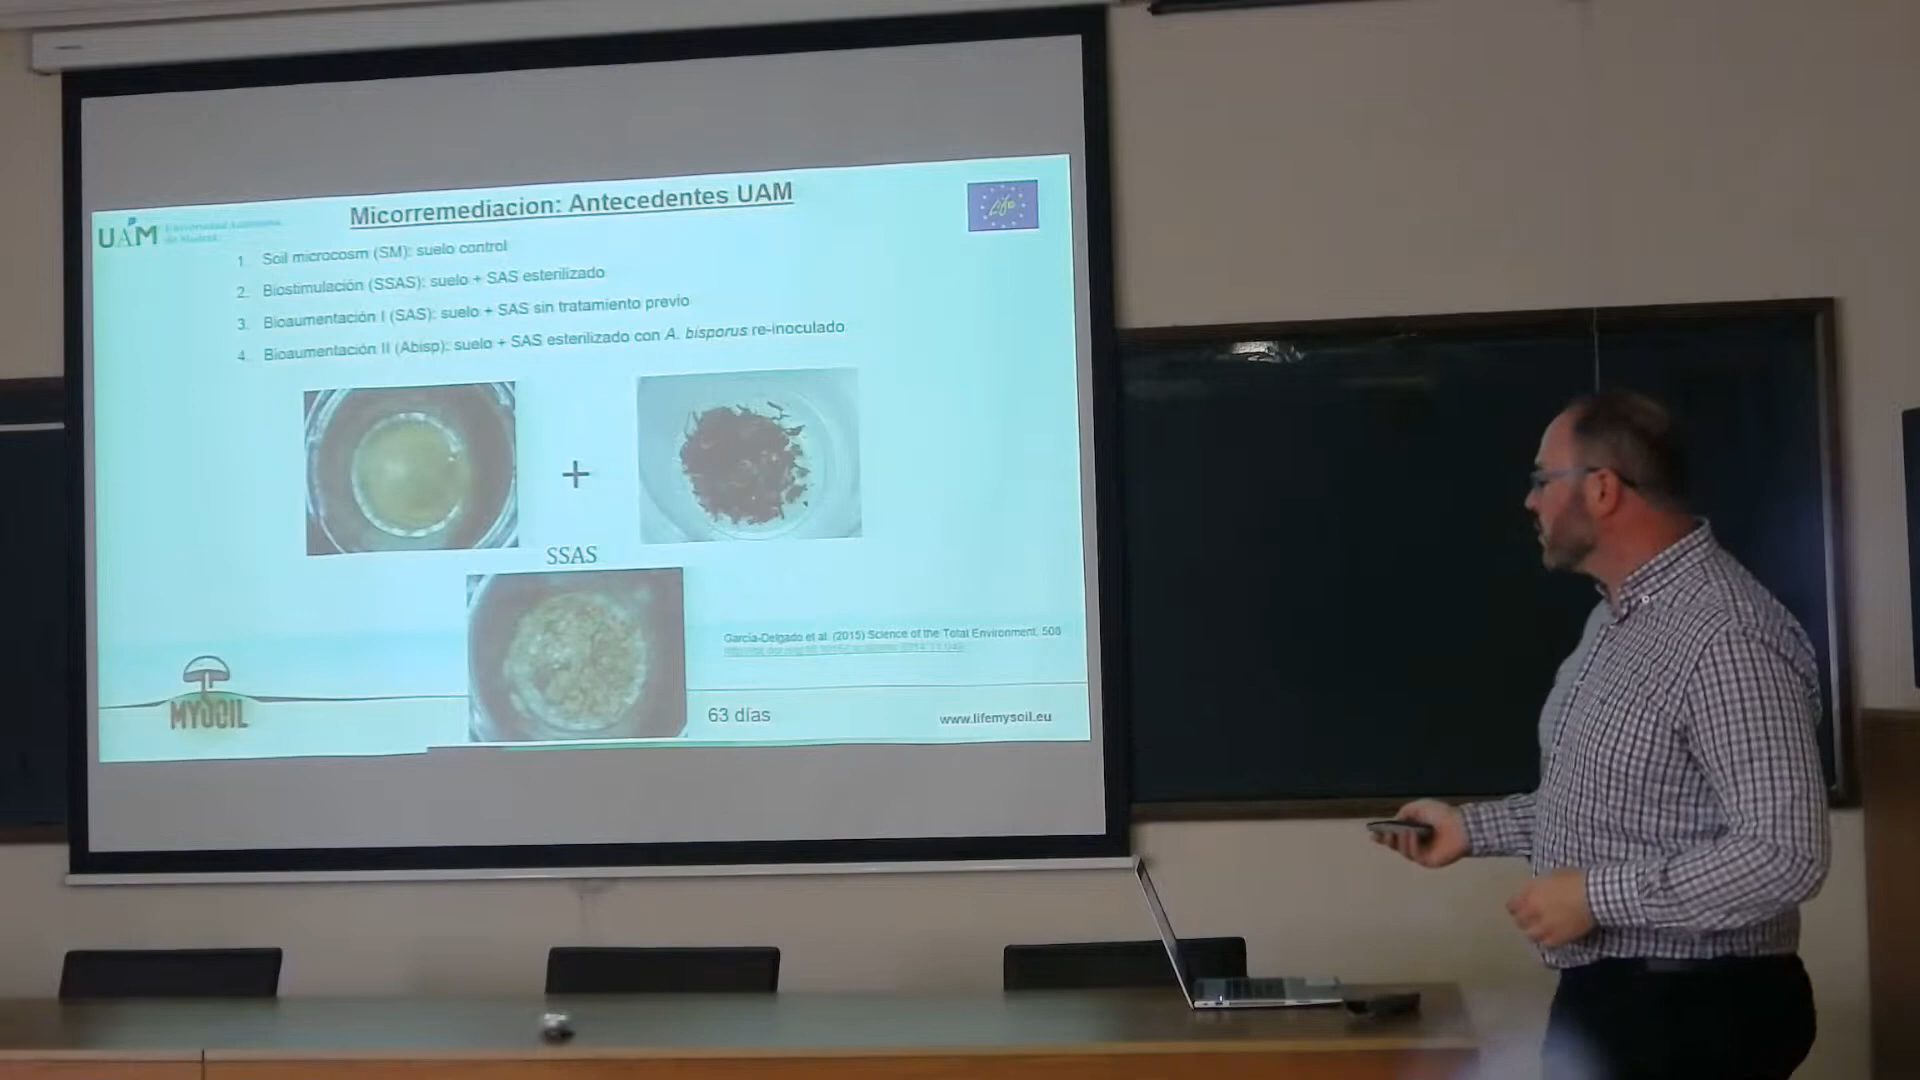 Micorremediacion: Antecedentes UAM
UAM
Life
1. Soil microcosm (SM): suelo control
2. Biostimulación (SSAS): suelo + SAS esterilizado
3. Bioaumentación I (SAS): suelo + SAS sin tratamiento previo
4. Bioaumentación II (Abisp): suelo + SAS esterilizado con A. bisporus re-inoculado
+
SSAS
García-Delgado et al. (2015) Science of the Total Environment, 508
MYSOIL
63 días
www.lifemysoil.eu